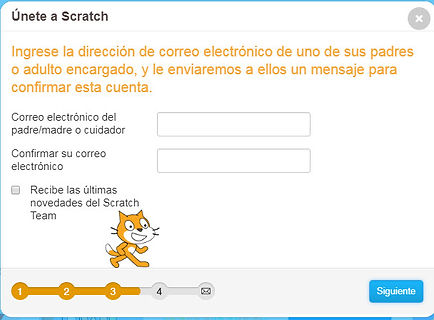 Únete a Scratch
Ingrese la dirección de correo electrónico de uno de sus padres
o adulto encargado, y le enviaremos a ellos un mensaje para
confirmar esta cuenta.
Correo electrónico del
padre/madre o cuidador
Confirmar su correo
electrónico
Recibe las últimas
novedades del Scratch
Team
1 2 3 4
Siguiente